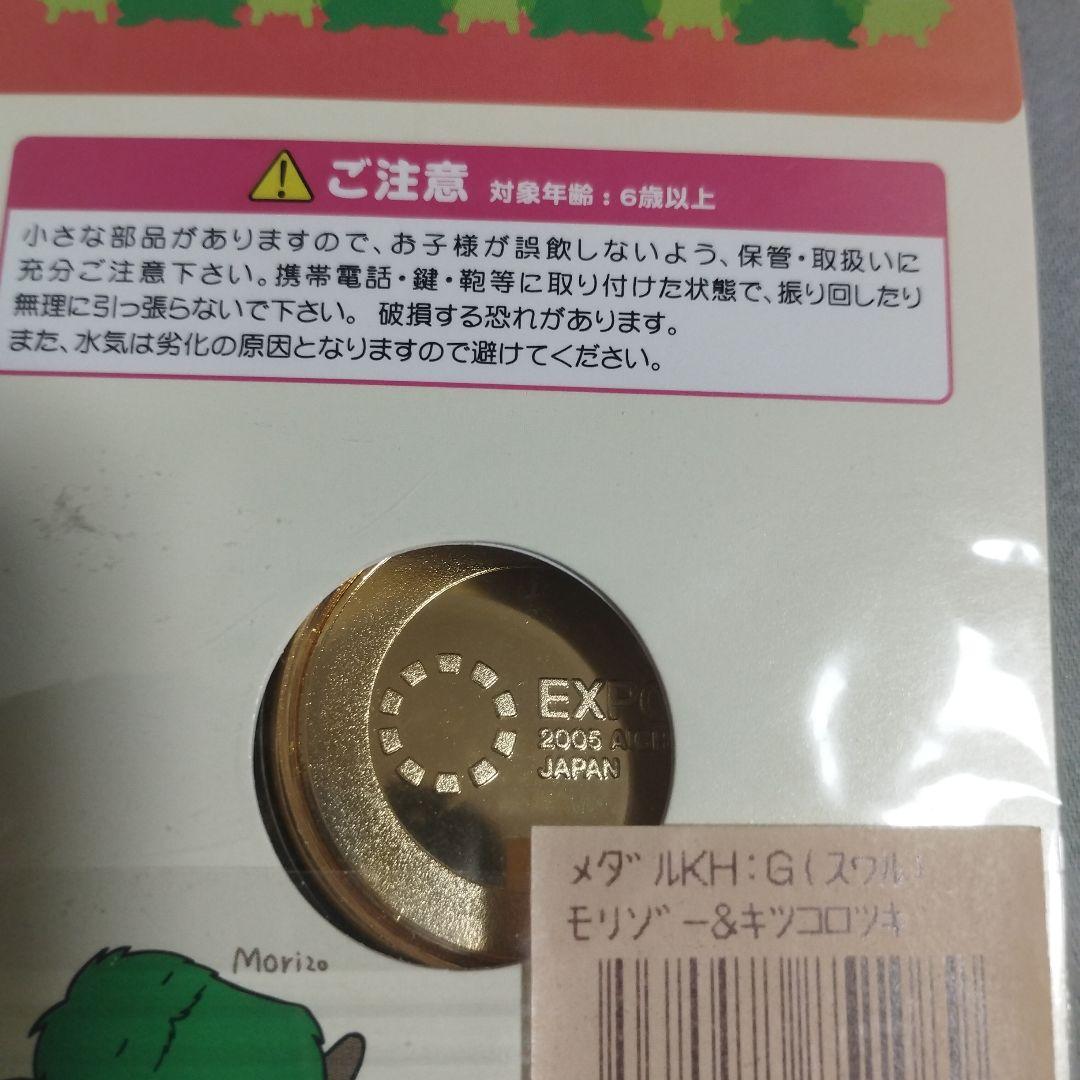 ご注意 対象年齢：6歳以上
小さな部品がありますので、お子様が誤飲しないよう、保管・取扱いに
充分ご注意下さい。携帯電話・鍵・鞄等に取り付けた状態で、振り回したり
無理に引っ張らないで下さい。 破損する恐れがあります。
また、水気は劣化の原因となりますので避けてください。
EXPO
2005 AICH
JAPAN
メダルKH:G(スワル)
モリゾー&キツコロツキ
Morizo